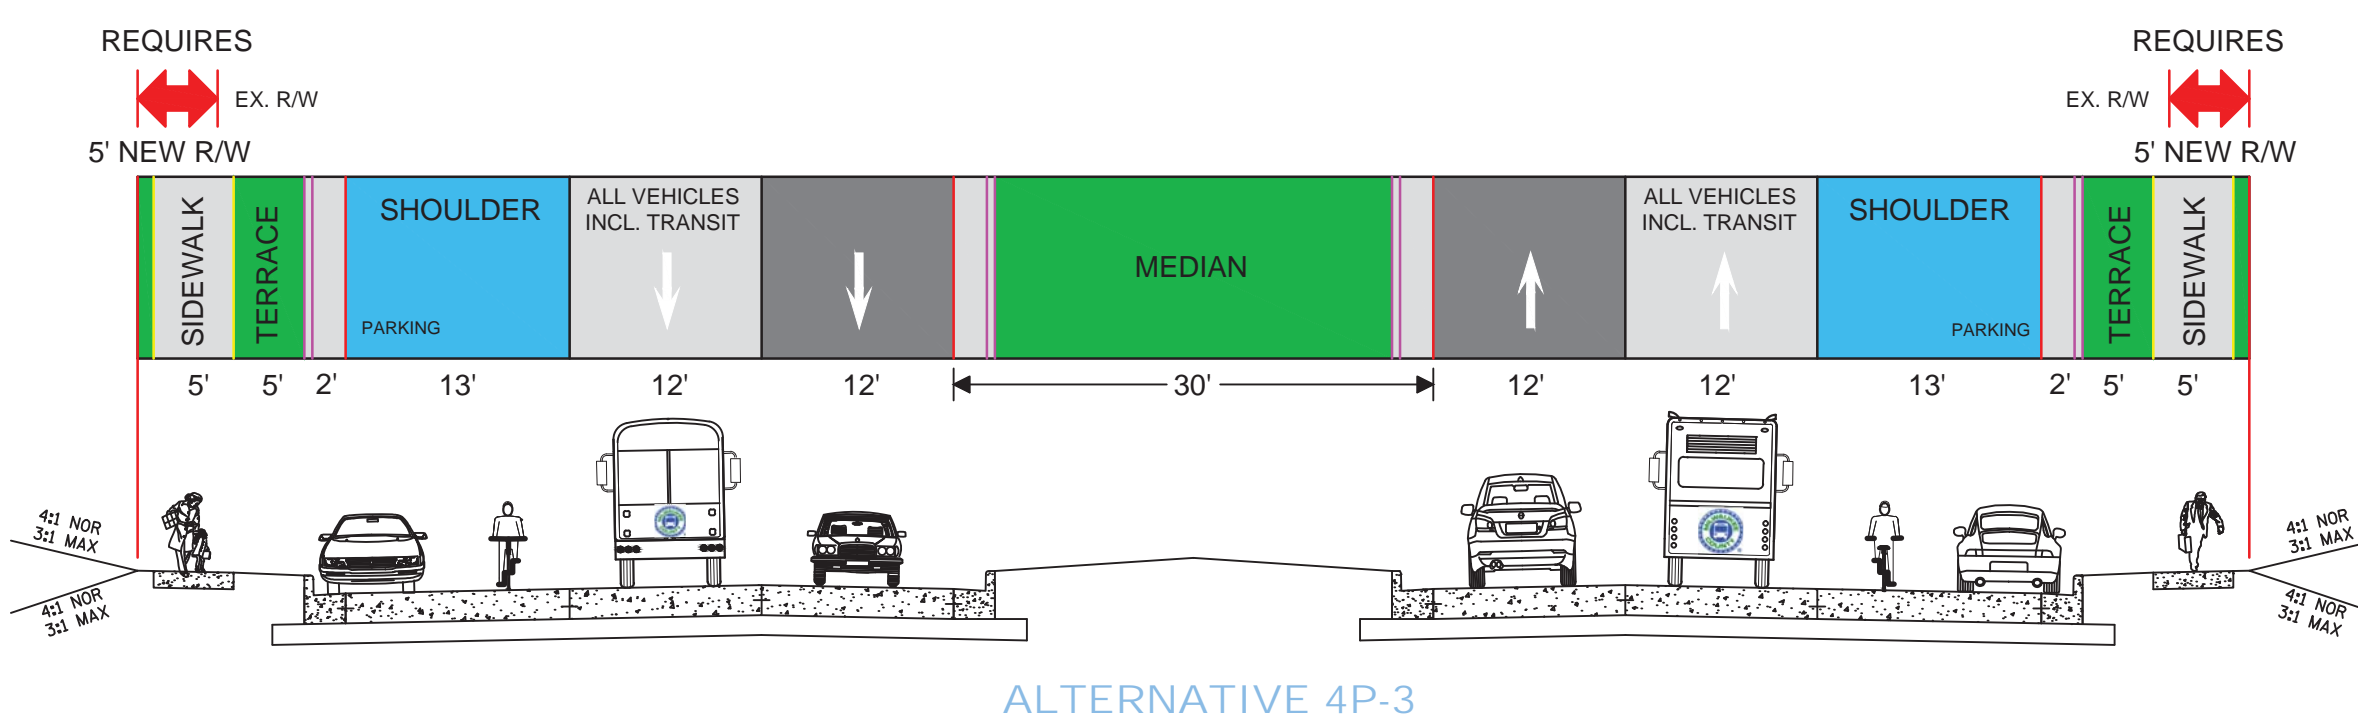 REQUIRES
REQUIRES
EX. R/W
EX. R/W
5' NEW R/W
5' NEW R/W
SIDEWALK
TERRACE
SHOULDER
PARKING
ALL VEHICLES
INCL. TRANSIT
MEDIAN
ALL VEHICLES
INCL. TRANSIT
SHOULDER
PARKING
TERRACE
SIDEWALK
5' 5' 2' 13' 12' 12' 30' 12' 12' 13' 2' 5' 5'
4:1 NOR
3:1 MAX
4:1 NOR
3:1 MAX
4:1 NOR
3:1 MAX
4:1 NOR
3:1 MAX
ALTERNATIVE 4P-3